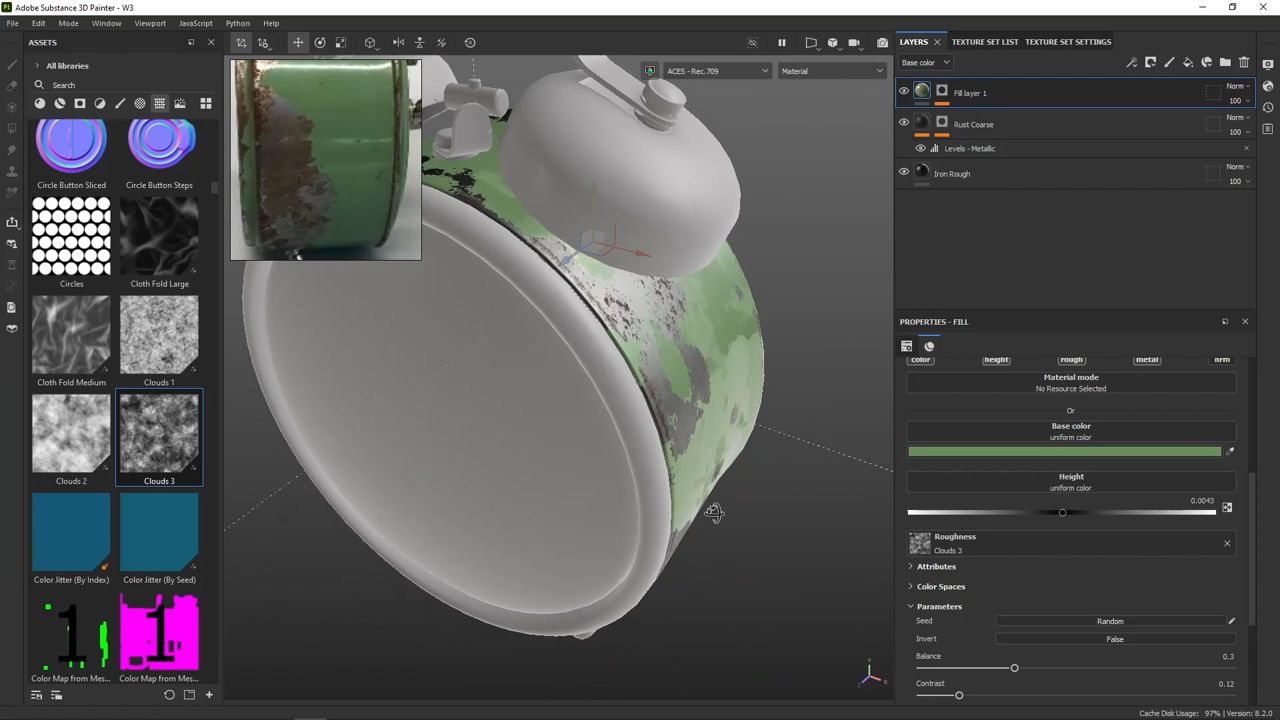 Adobe Substance 3D Painter - W3
File Edit Mode Window View JavaScript Python Help
ASSETS
All libraries
Search
Circle Button Sliced
Circle Button Steps
Circles
Cloth Fold Large
Cloth Fold Medium
Clouds 1
Clouds 2
Clouds 3
Color Jitter (By Index)
Color Jitter (By Seed)
Color Map from Mes...
Color Map from Mes...
ACES - Rec.709
Material
LAYERS
TEXTURE SET LIST
TEXTURE SET SETTINGS
Base color
Fill layer 1
Norm
100
Rust Coarse
Norm
100
Levels - Metallic
Iron Rough
Norm
100
PROPERTIES - FILL
color height rough metal nrm
Material mode
No Resource Selected
Or
Base color
uniform color
Height
uniform color
0.0043
Roughness
Clouds 3
Attributes
Color Spaces
Parameters
Seed
Random
Invert
False
Balance
0.3
Contrast
0.12
Cache Disk Usage: 97% | Version: 8.2.0